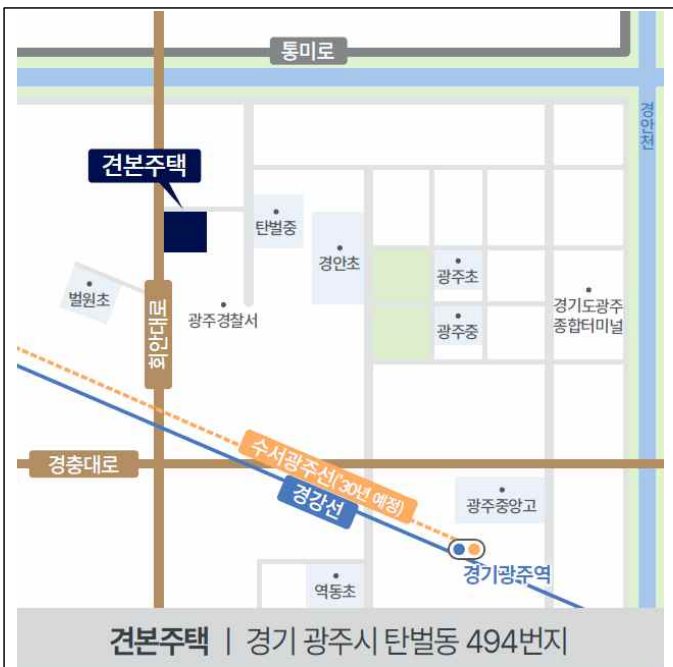 통미로
경안천
견본주택
탄벌중
경안초
광주초
벌원초
광주경찰서
회안대로
광주중
경기도광주
종합터미널
수서광주선('30년 예정)
경충대로
경강선
광주중앙고
경기광주역
역동초
견본주택 | 경기 광주시 탄벌동 494번지